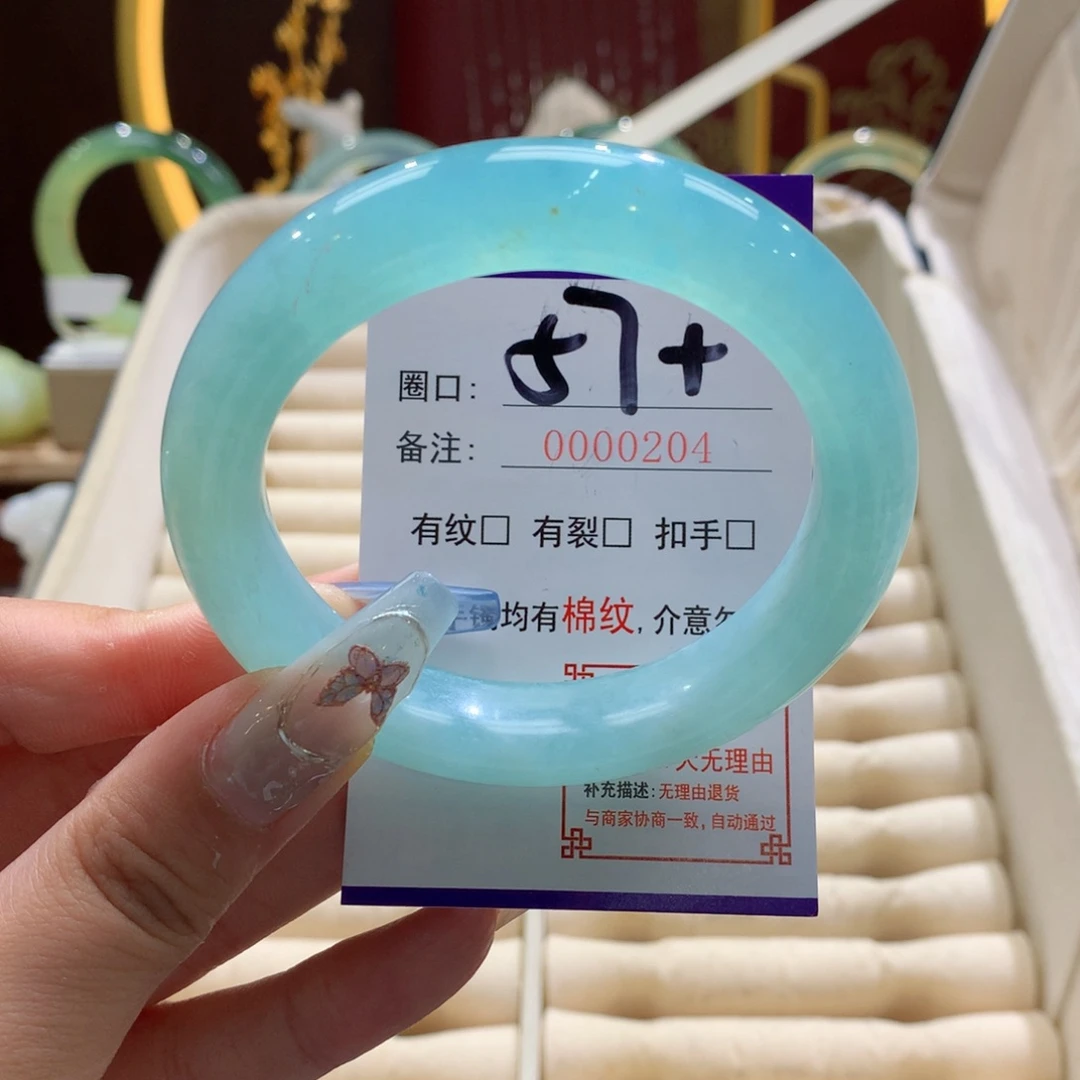 圈口: 57+
备注: 0000204
有纹□ 有裂□ 扣手□
均有棉纹,介意
无理由
补充描述:无理由退货
与商家协商一致,自动通过